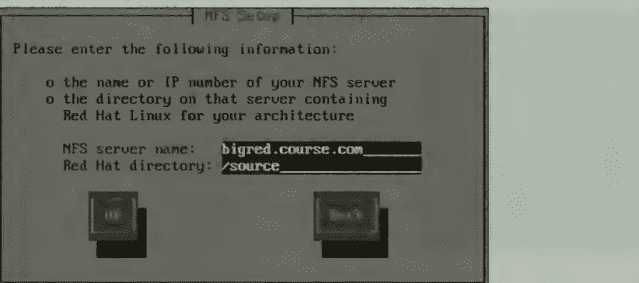 NFS Setup
Please enter the following information:
o the name or IP number of your NFS server
o the directory on that server containing
Red Hat Linux for your architecture
NFS server name: bigred.course.com
Red Hat directory: /source
OK Back